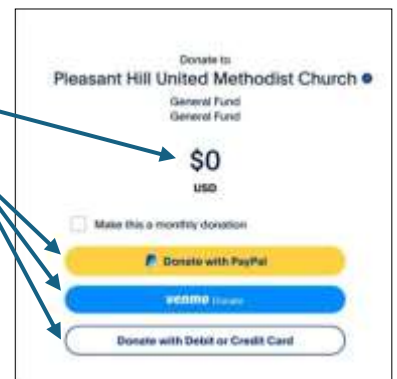 Donate to
Pleasant Hill United Methodist Church
General Fund
General Fund
$0
USD
Make this a monthly donation
Donate with PayPal
venmo Donate
Donate with Debit or Credit Card